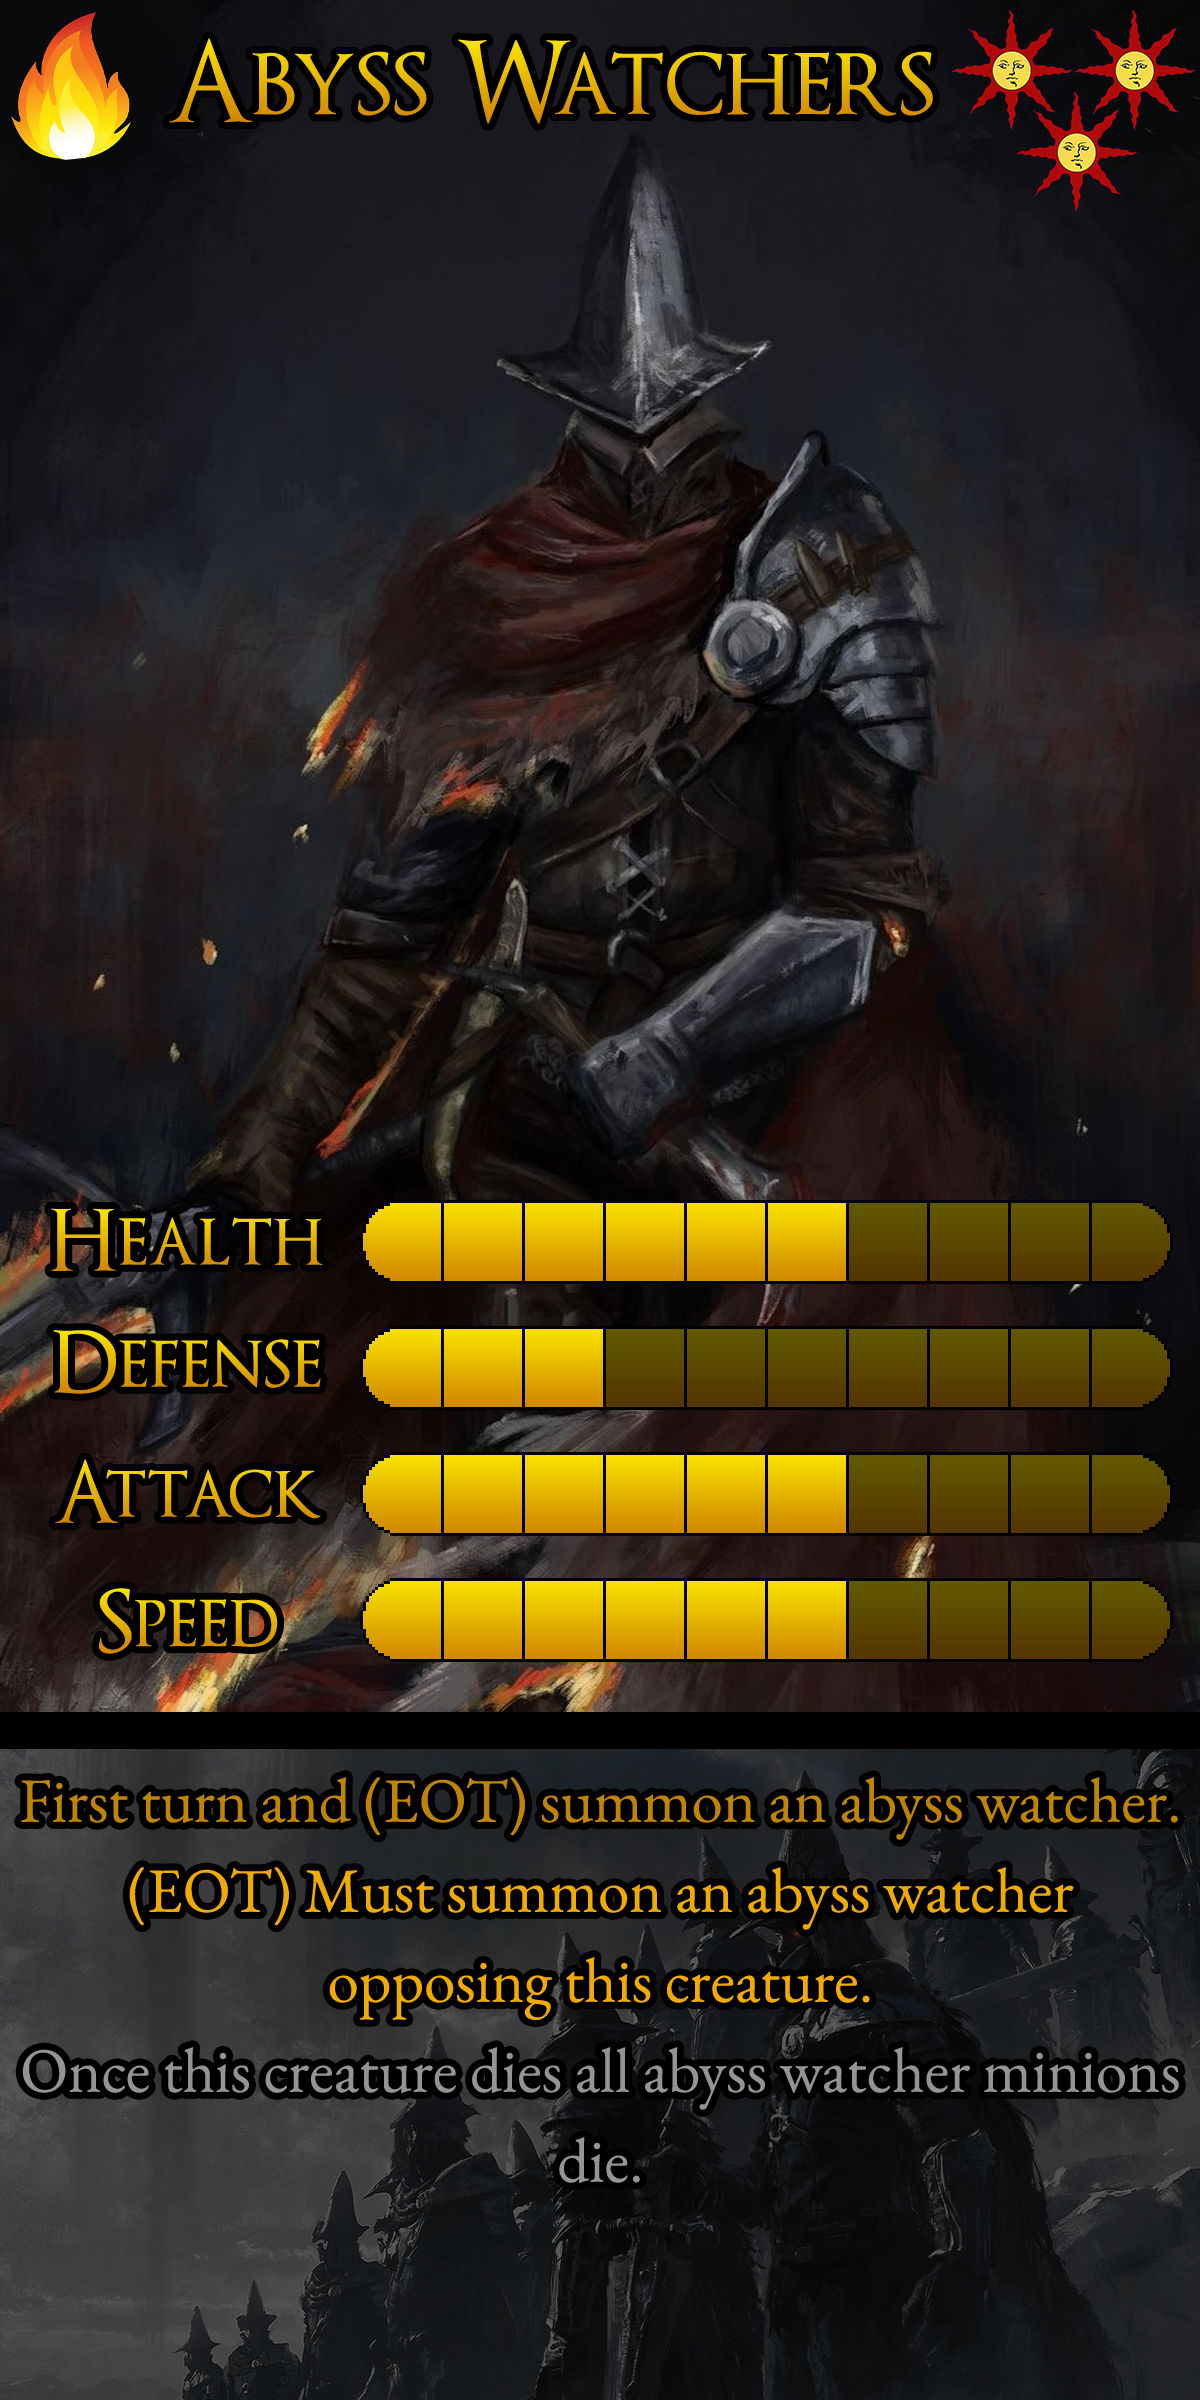 Abyss Watchers
Health
Defense
Attack
Speed
First turn and (EOT) summon an abyss watcher.
(EOT) Must summon an abyss watcher
opposing this creature.
Once this creature dies all abyss watcher minions
die.